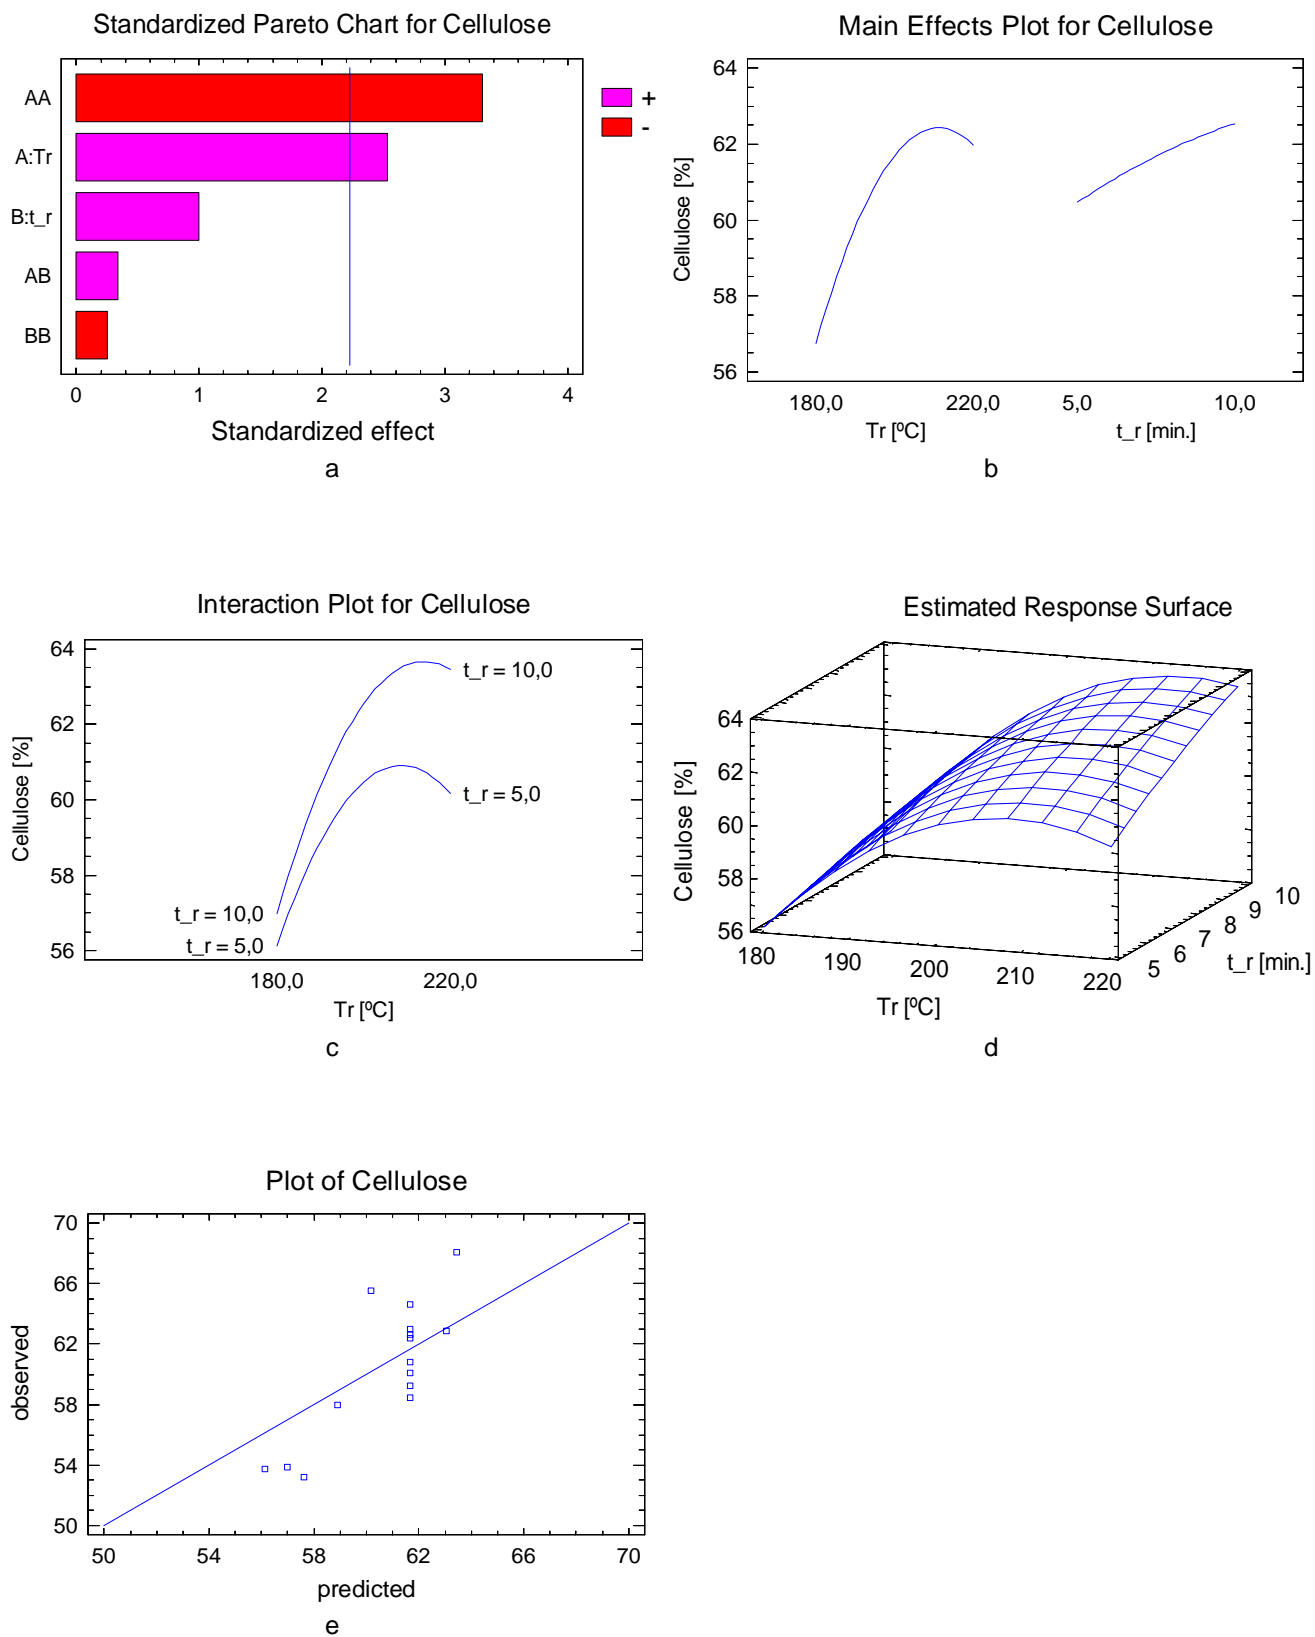 Standardized Pareto Chart for Cellulose
AA
A:Tr
B:t_r
AB
BB
+
-
0 1 2 3 4
Standardized effect
a
Main Effects Plot for Cellulose
Cellulose [%]
64
62
60
58
56
180,0 220,0 5,0 10,0
Tr [ºC] t_r [min.]
b
Interaction Plot for Cellulose
Cellulose [%]
64
62
60
58
56
t_r = 10,0
t_r = 5,0
t_r = 10,0
t_r = 5,0
180,0 220,0
Tr [ºC]
c
Estimated Response Surface
Cellulose [%]
64
62
60
58
56
180 190 200 210 220
Tr [ºC]
5 6 7 8 9 10
t_r [min.]
d
Plot of Cellulose
observed
70
66
62
58
54
50
50 54 58 62 66 70
predicted
e